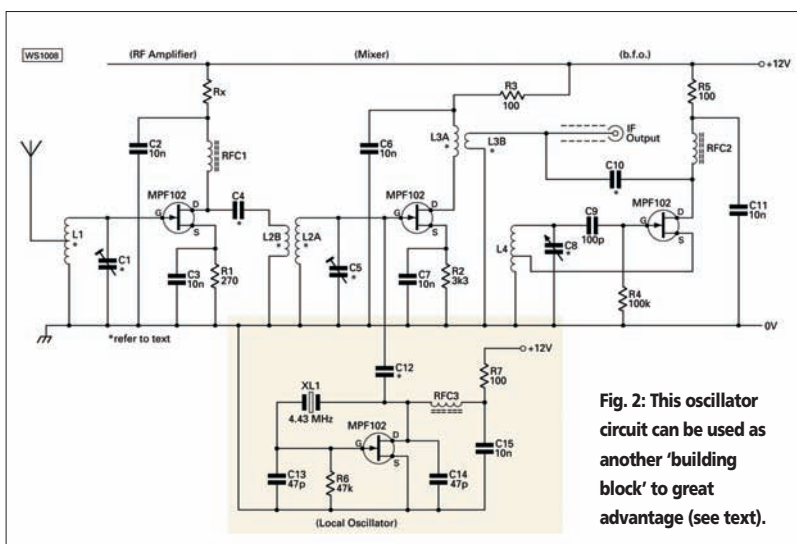 WS1008
(RF Amplifier)
(Mixer)
(b.f.o.)
+12V
Rx
R3
100
R5
100
C2
10n
RFC1
C6
10n
L3A
*
L3B
*
IF
Output
RFC2
C10
*
MPF102
G
D
S
C4
*
MPF102
G
D
S
MPF102
G
D
S
C11
10n
L1
*
C1
*
L2B
*
L2A
*
C5
*
C9
100p
L4
C8
*
C3
10n
R1
270
C7
10n
R2
3k3
R4
100k
0V
*refer to text
+12V
C12
*
R7
100
XL1
4.43 MHz
RFC3
MPF102
G
D
S
C15
10n
C13
47p
R6
47k
C14
47p
(Local Oscillator)
Fig. 2: This oscillator
circuit can be used as
another ‘building
block’ to great
advantage (see text).